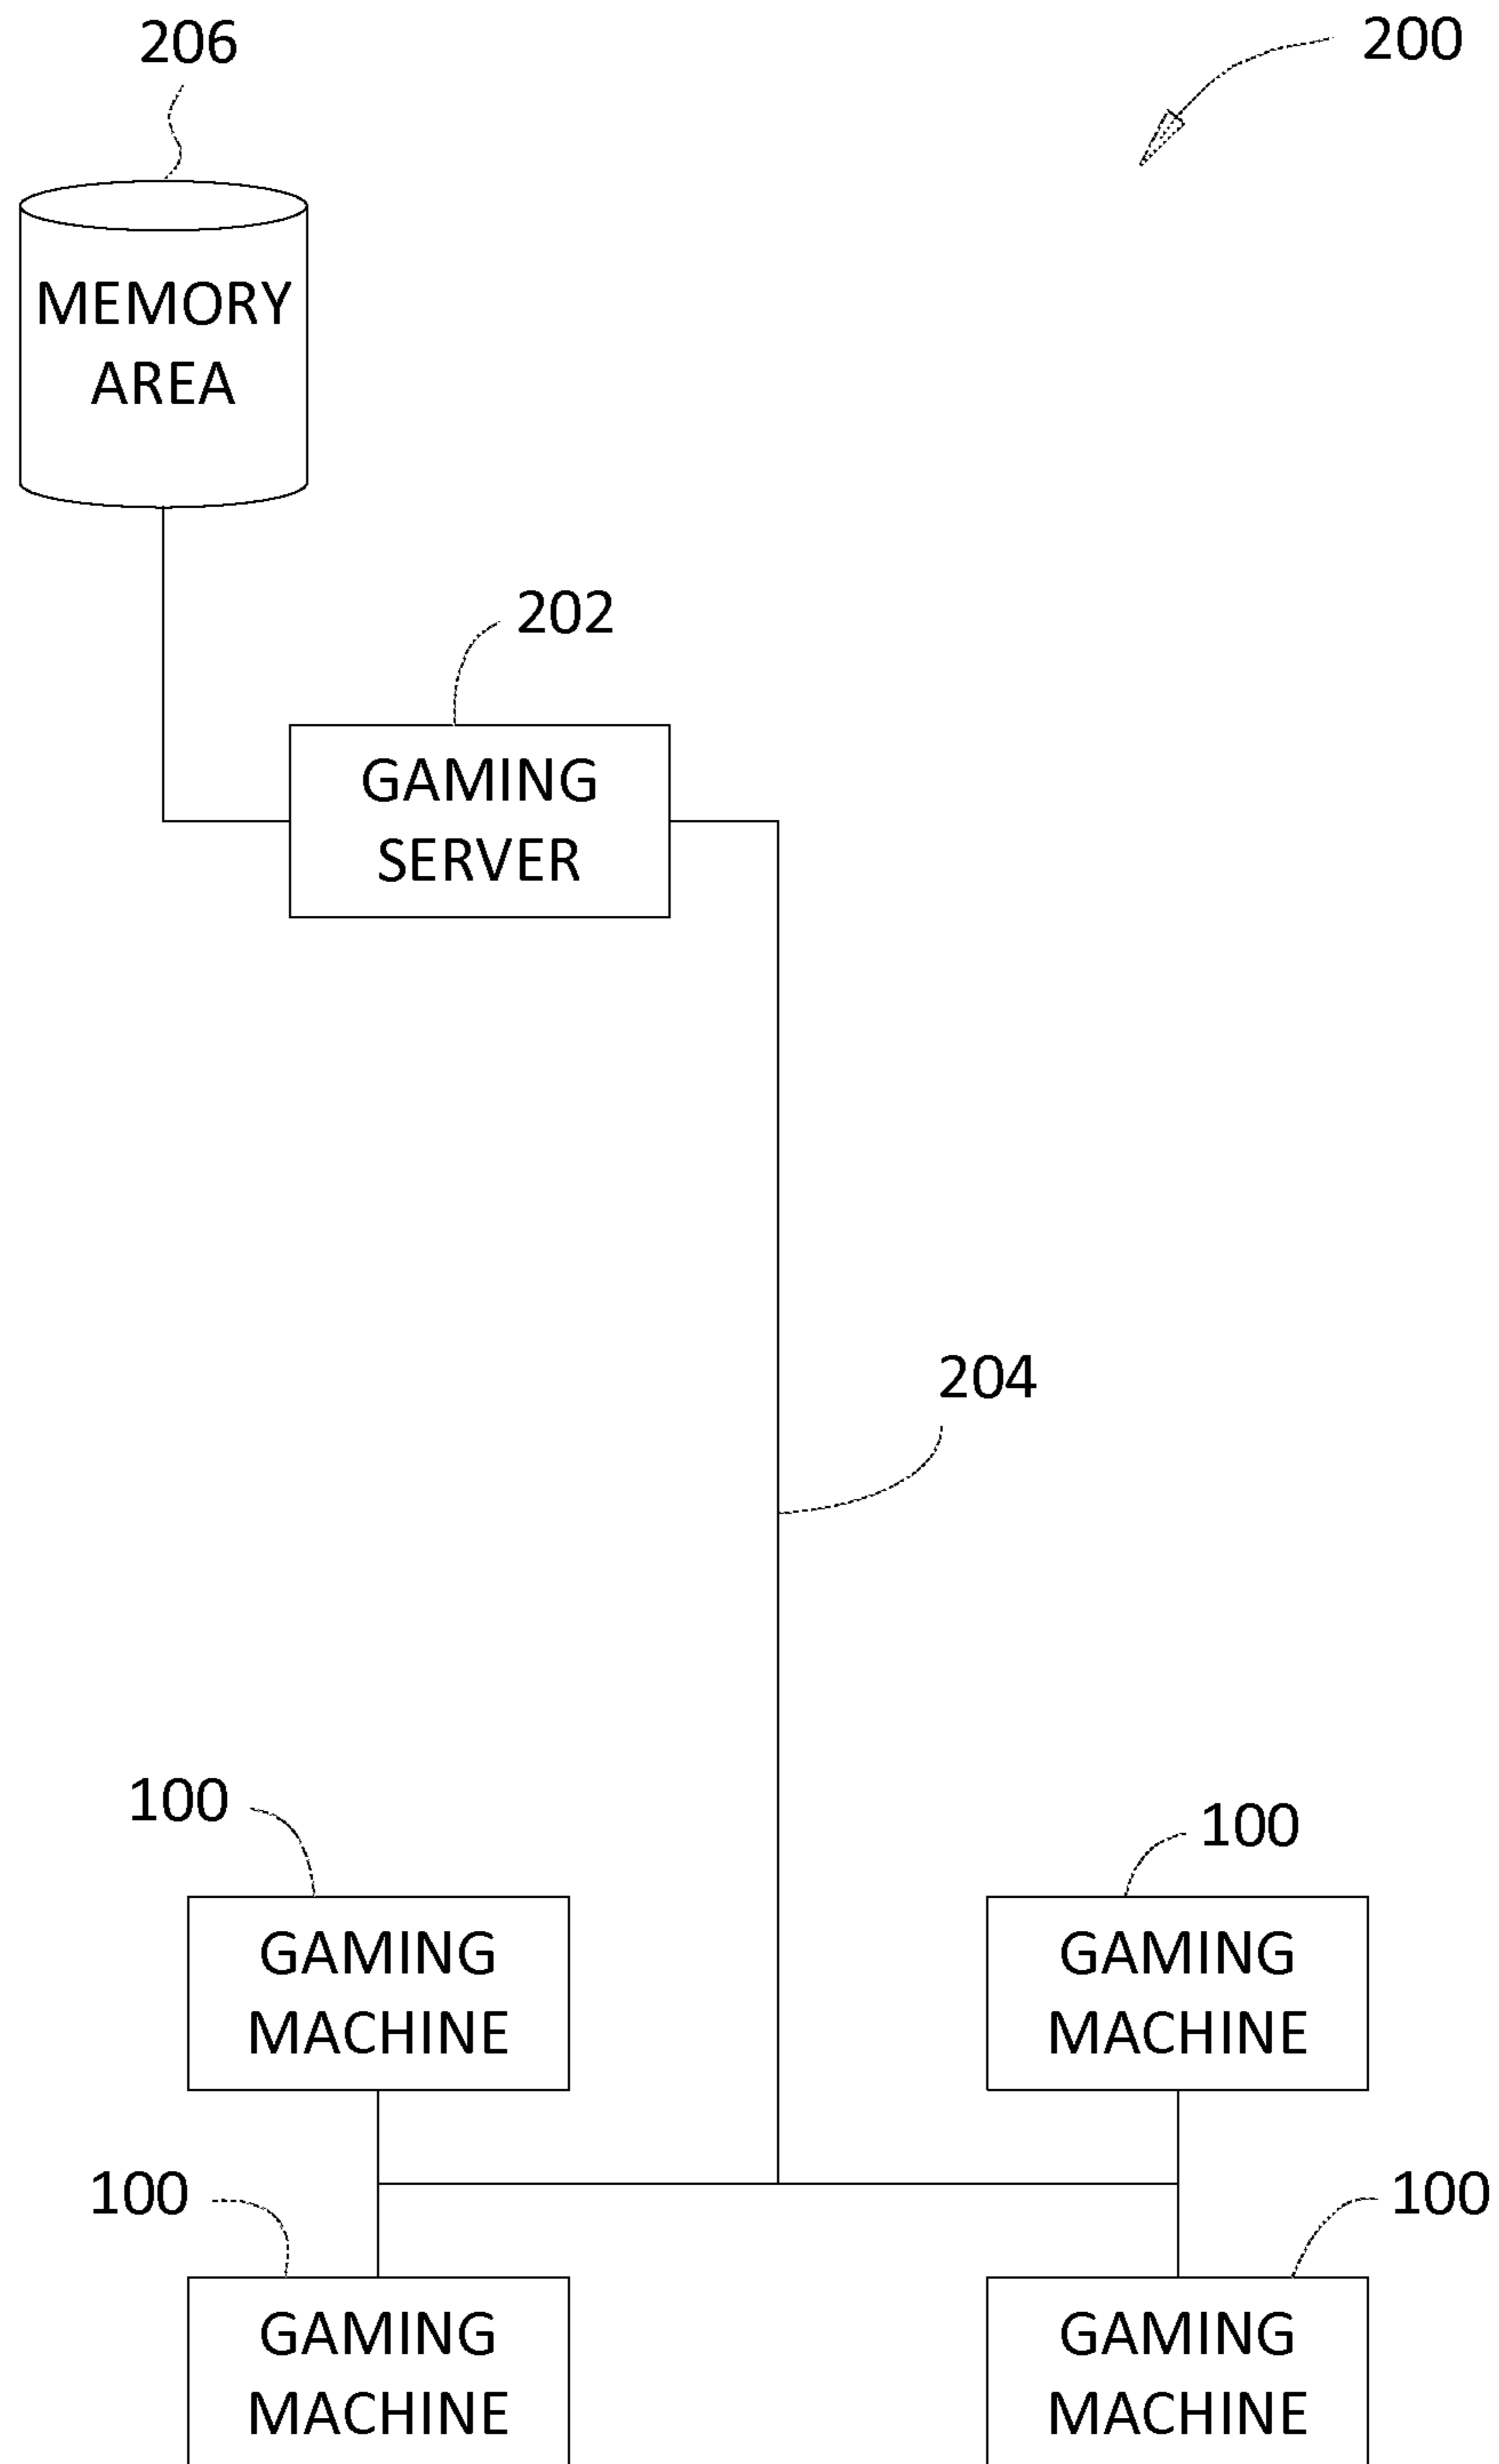 206
200
MEMORY
AREA
202
GAMING
SERVER
204
100
100
GAMING
MACHINE
GAMING
MACHINE
100
100
GAMING
MACHINE
GAMING
MACHINE